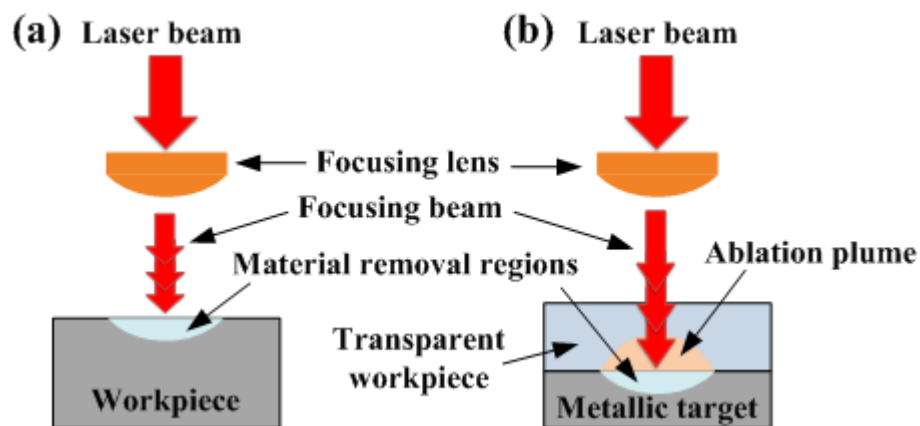 (a) Laser beam
(b) Laser beam
Focusing lens
Focusing beam
Material removal regions
Ablation plume
Transparent
workpiece
Workpiece
Metallic target